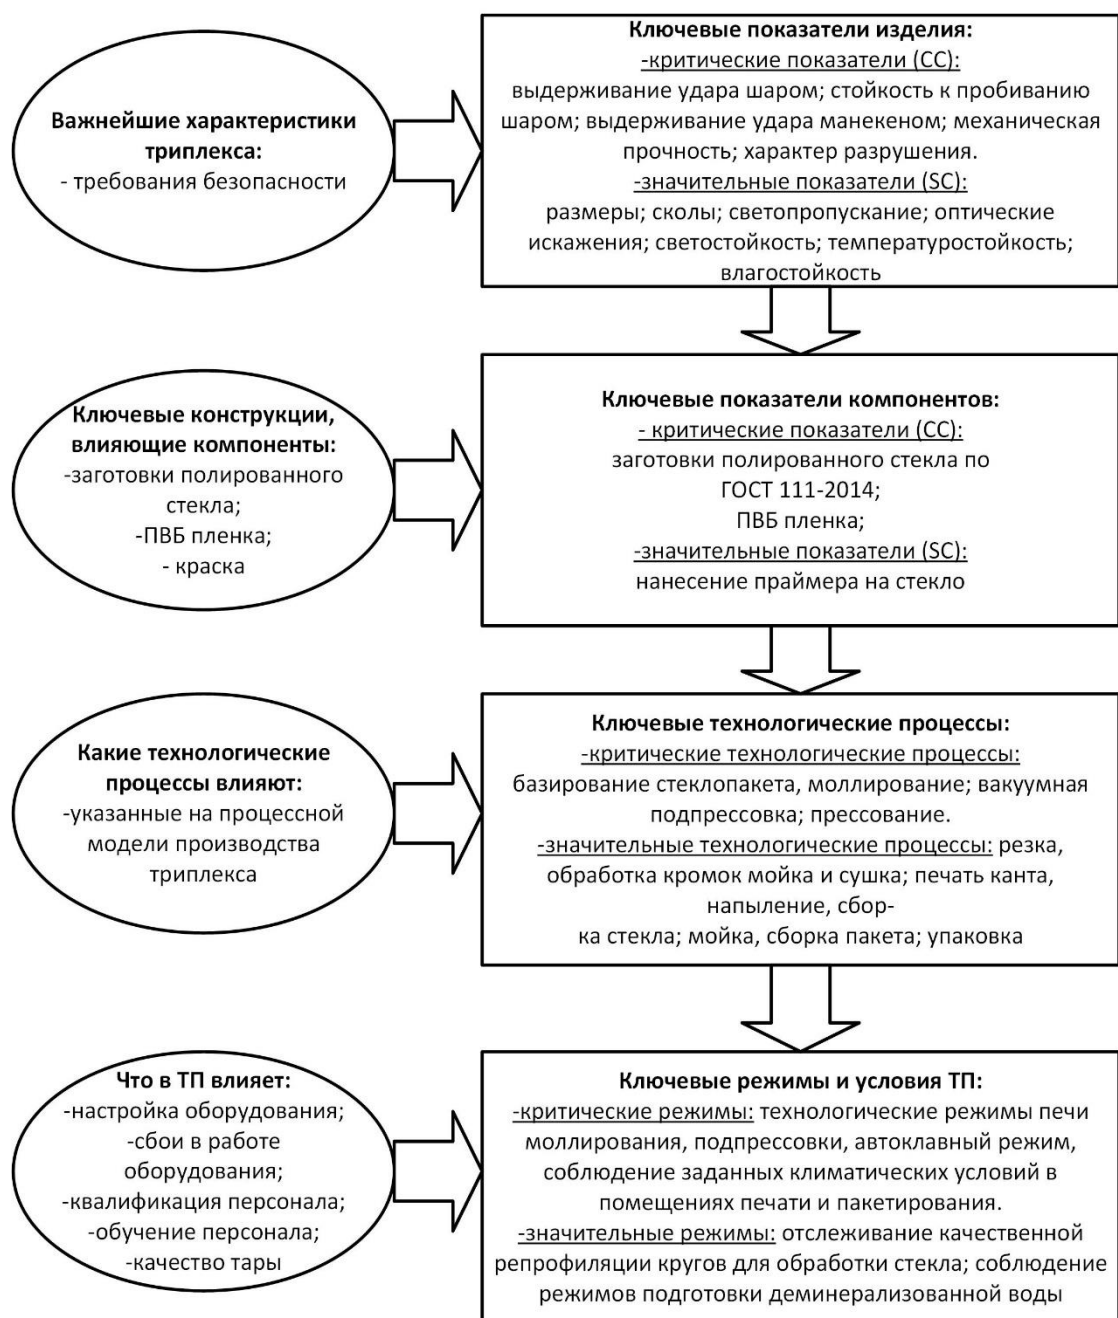 Важнейшие характеристики
триплекса:
- требования безопасности
Ключевые показатели изделия:
-критические показатели (СС):
выдерживание удара шаром; стойкость к пробиванию
шаром; выдерживание удара манекеном; механическая
прочность; характер разрушения.
-значительные показатели (SC):
размеры; сколы; светопропускание; оптические
искажения; светостойкость; температуростойкость;
влагостойкость
Ключевые конструкции,
влияющие компоненты:
-заготовки полированного
стекла;
-ПВБ пленка;
- краска
Ключевые показатели компонентов:
- критические показатели (СС):
заготовки полированного стекла по
ГОСТ 111-2014;
ПВБ пленка;
-значительные показатели (SC):
нанесение праймера на стекло
Какие технологические
процессы влияют:
-указанные на процессной
модели производства
триплекса
Ключевые технологические процессы:
-критические технологические процессы:
базирование стеклопакета, моллирование; вакуумная
подпрессовка; прессование.
-значительные технологические процессы: резка,
обработка кромок мойка и сушка; печать канта,
напыление, сбор-
ка стекла; мойка, сборка пакета; упаковка
Что в ТП влияет:
-настройка оборудования;
-сбои в работе
оборудования;
-квалификация персонала;
-обучение персонала;
-качество тары
Ключевые режимы и условия ТП:
-критические режимы: технологические режимы печи
моллирования, подпрессовки, автоклавный режим,
соблюдение заданных климатических условий в
помещениях печати и пакетирования.
-значительные режимы: отслеживание качественной
репрофиляции кругов для обработки стекла; соблюдение
режимов подготовки деминерализованной воды